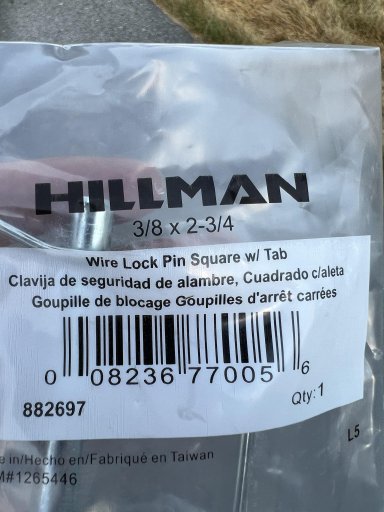 HILLMAN
3/8 x 2-3/4
Wire Lock Pin Square w/ Tab
Clavija de seguridad de alambre, Cuadrado c/aleta
Goupille de blocage Goupilles d'arrêt carrées
0 08236 77005 6
882697
Qty: 1
L5
in/Hecho en/Fabriqué en Taiwan
M#1265446